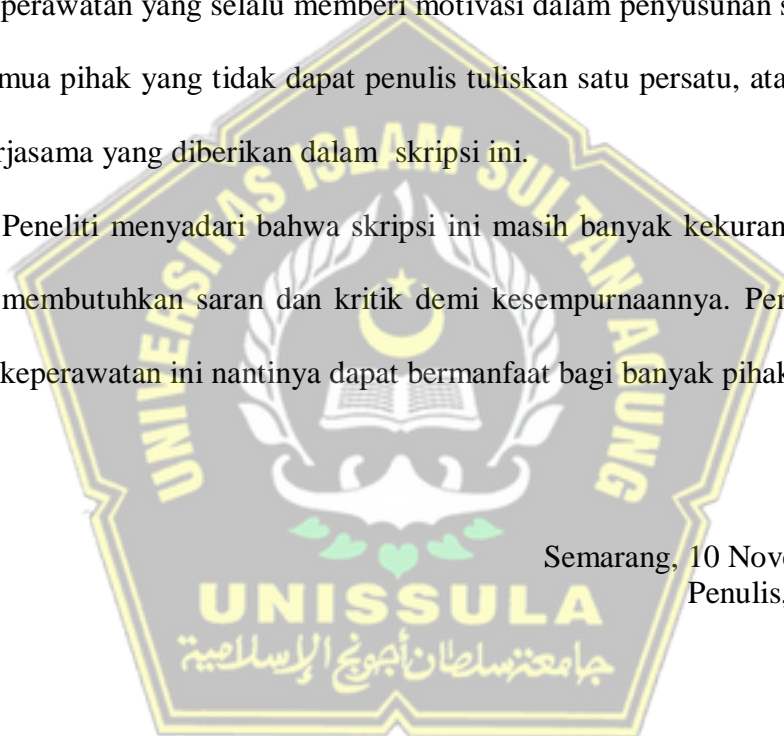 perawatan yang selalu memberi motivasi dalam penyusunan s
mua pihak yang tidak dapat penulis tuliskan satu persatu, ata
rjasama yang diberikan dalam skripsi ini.
Peneliti menyadari bahwa skripsi ini masih banyak kekuran
membutuhkan saran dan kritik demi kesempurnaannya. Per
keperawatan ini nantinya dapat bermanfaat bagi banyak pihak
UNIVERSITAS ISLAM SULTAN AGUNG
Semarang, 10 Nove
Penulis,
UNISSULA
جامعة سلطان أجونج الإسلامية